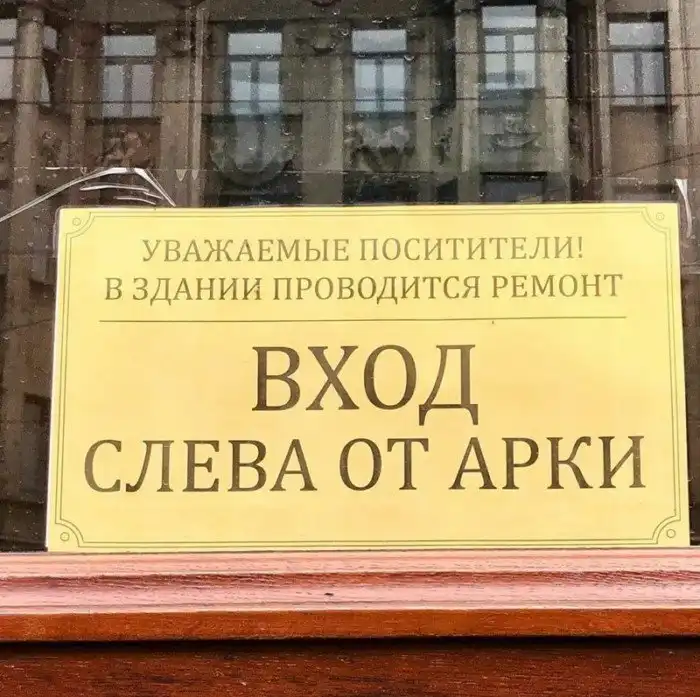 УВАЖАЕМЫЕ ПОСИТИТЕЛИ!
В ЗДАНИИ ПРОВОДИТСЯ РЕМОНТ
ВХОД
СЛЕВА ОТ АРКИ